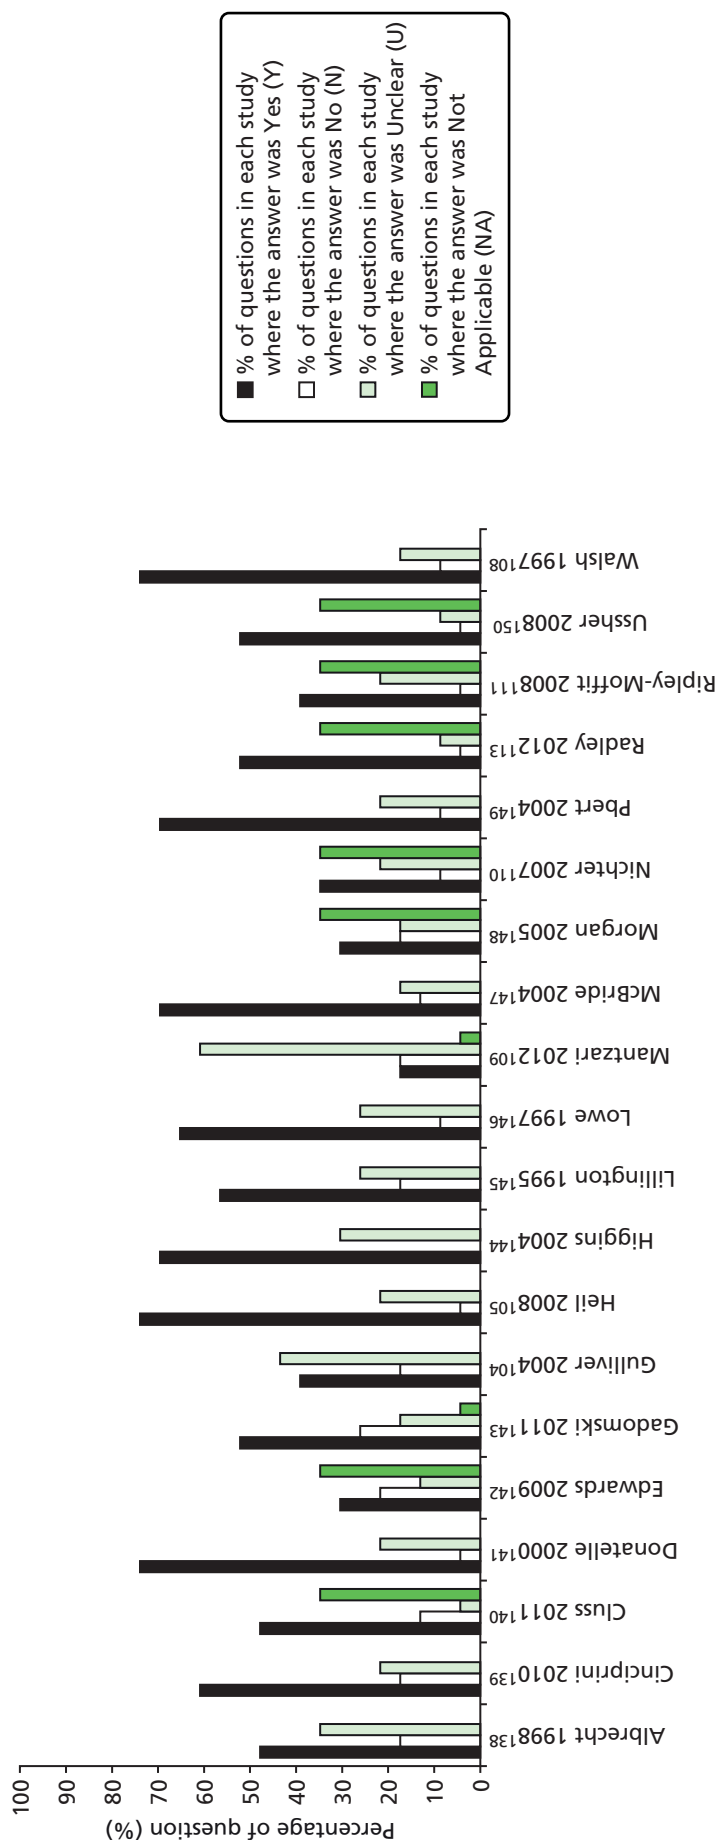 % of questions in each study
where the answer was Yes (Y)
% of questions in each study
where the answer was No (N)
% of questions in each study
where the answer was Unclear (U)
% of questions in each study
where the answer was Not
Applicable (NA)
Percentage of question (%)
100
90
80
70
60
50
40
30
20
10
0
Albrecht 1998138
Cinciprini 2010139
Cluss 2011140
Donatelle 2000141
Edwards 2009142
Gadomski 2011143
Gulliver 2004104
Heil 2008105
Higgins 2004144
Lillington 1995145
Lowe 1997146
Mantzari 2012109
McBride 2004147
Morgan 2005148
Nichter 2007110
Pbert 2004149
Radley 2012113
Ripley-Moffit 2008111
Ussher 2008150
Walsh 1997108